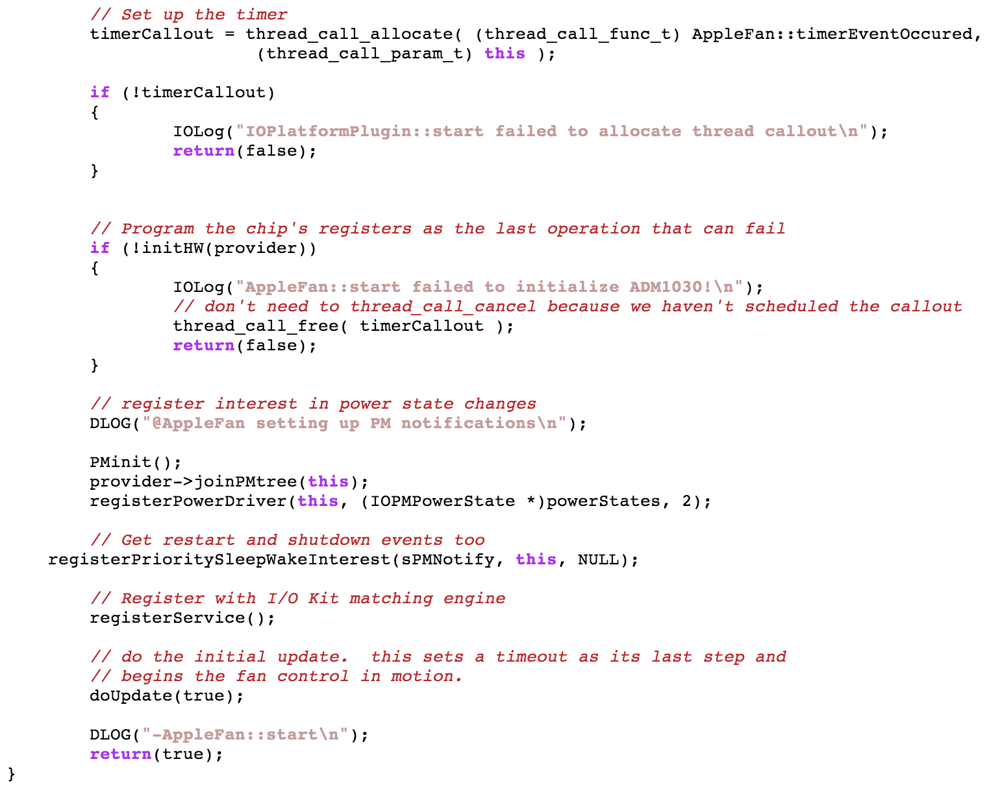 // Set up the timer
timerCallout = thread_call_allocate( (thread_call_func_t) AppleFan::timerEventOccured,
(thread_call_param_t) this );
if (!timerCallout)
{
IOLog("IOPlatformPlugin::start failed to allocate thread callout\n");
return(false);
}
// Program the chip's registers as the last operation that can fail
if (!initHW(provider))
{
IOLog("AppleFan::start failed to initialize ADM1030!\n");
// don't need to thread_call_cancel because we haven't scheduled the callout
thread_call_free( timerCallout );
return(false);
}
// register interest in power state changes
DLOG("@AppleFan setting up PM notifications\n");
PMinit();
provider->joinPMtree(this);
registerPowerDriver(this, (IOPMPowerState *)powerStates, 2);
// Get restart and shutdown events too
registerPrioritySleepWakeInterest(sPMNotify, this, NULL);
// Register with I/O Kit matching engine
registerService();
// do the initial update.  this sets a timeout as its last step and
// begins the fan control in motion.
doUpdate(true);
DLOG("-AppleFan::start\n");
return(true);
}